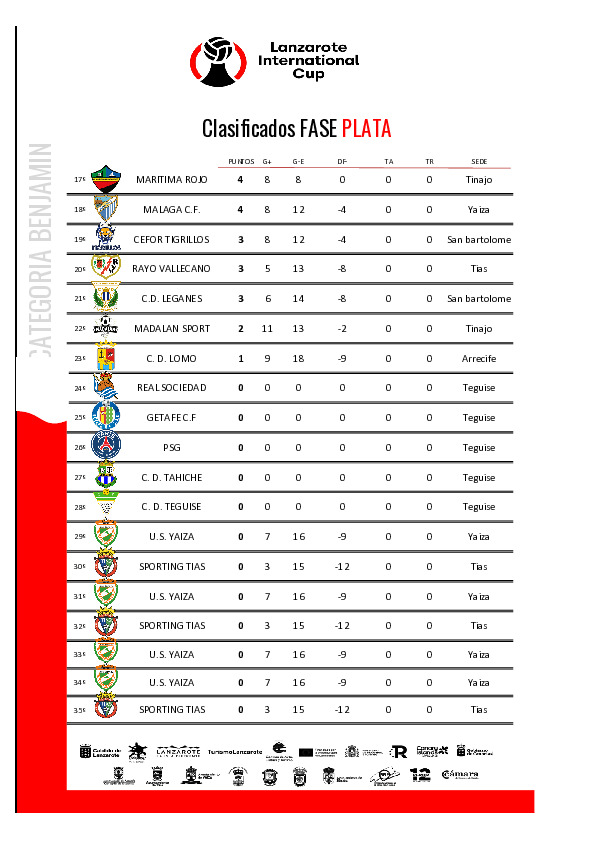 Lanzarote
International
Cup
Clasificados FASE PLATA
CATEGORIA BENJAMIN
PUNTOS G+ G-E DF- TA TR SEDE
17º MARITIMA ROJO 4 8 8 0 0 0 Tinajo
18º MALAGA C.F. 4 8 12 -4 0 0 Yaiza
19º CEFOR TIGRILLOS 3 8 12 -4 0 0 San bartolome
20º RAYO VALLECANO 3 5 13 -8 0 0 Tias
21º C.D. LEGANES 3 6 14 -8 0 0 San bartolome
22º MADALAN SPORT 2 11 13 -2 0 0 Tinajo
23º C. D. LOMO 1 9 18 -9 0 0 Arrecife
24º REAL SOCIEDAD 0 0 0 0 0 0 Teguise
25º GETAFE C.F 0 0 0 0 0 0 Teguise
26º PSG 0 0 0 0 0 0 Teguise
27º C. D. TAHICHE 0 0 0 0 0 0 Teguise
28º C. D. TEGUISE 0 0 0 0 0 0 Teguise
29º U.S. YAIZA 0 7 16 -9 0 0 Yaiza
30º SPORTING TIAS 0 3 15 -12 0 0 Tias
31º U.S. YAIZA 0 7 16 -9 0 0 Yaiza
32º SPORTING TIAS 0 3 15 -12 0 0 Tias
33º U.S. YAIZA 0 7 16 -9 0 0 Yaiza
34º U.S. YAIZA 0 7 16 -9 0 0 Yaiza
35º SPORTING TIAS 0 3 15 -12 0 0 Tias
Cabildo de
Lanzarote
LANZAROTE
TurismoLanzarote
Cámara